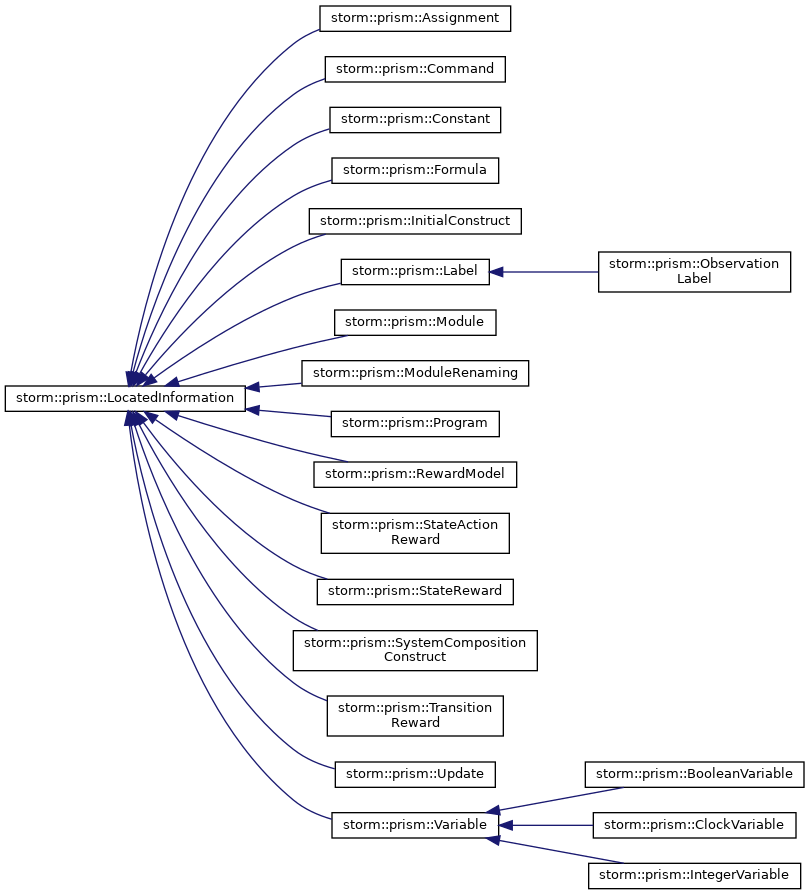 storm::prism::Assignment
storm::prism::Command
storm::prism::Constant
storm::prism::Formula
storm::prism::InitialConstruct
storm::prism::Label
storm::prism::Observation
Label
storm::prism::Module
storm::prism::ModuleRenaming
storm::prism::LocatedInformation
storm::prism::Program
storm::prism::RewardModel
storm::prism::StateAction
Reward
storm::prism::StateReward
storm::prism::SystemComposition
Construct
storm::prism::Transition
Reward
storm::prism::Update
storm::prism::BooleanVariable
storm::prism::Variable
storm::prism::ClockVariable
storm::prism::IntegerVariable